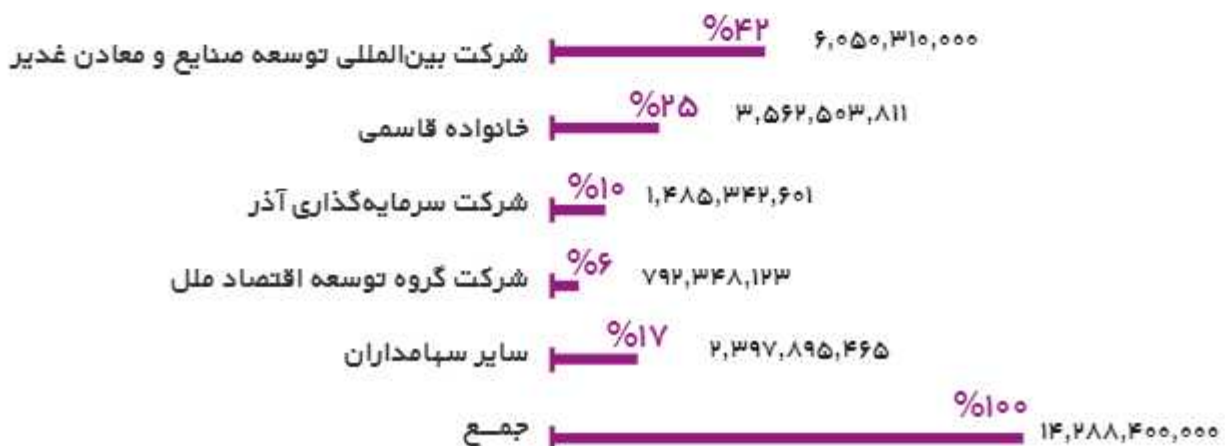 شرکت بین‌المللی توسعه صنایع و معادن غدیر %۴۲ ۶,۰۵۰,۳۱۰,۰۰۰
خانواده قاسمی %۲۵ ۳,۵۶۲,۵۰۳,۸۱۱
شرکت سرمایه‌گذاری آذر %۱۰ ۱,۴۸۵,۳۴۲,۶۰۱
شرکت گروه توسعه اقتصاد ملل %۶ ۷۹۲,۳۴۸,۱۲۳
سایر سهامداران %۱۷ ۲,۳۹۷,۸۹۵,۴۶۵
جمـــع %۱۰۰ ۱۴,۲۸۸,۴۰۰,۰۰۰